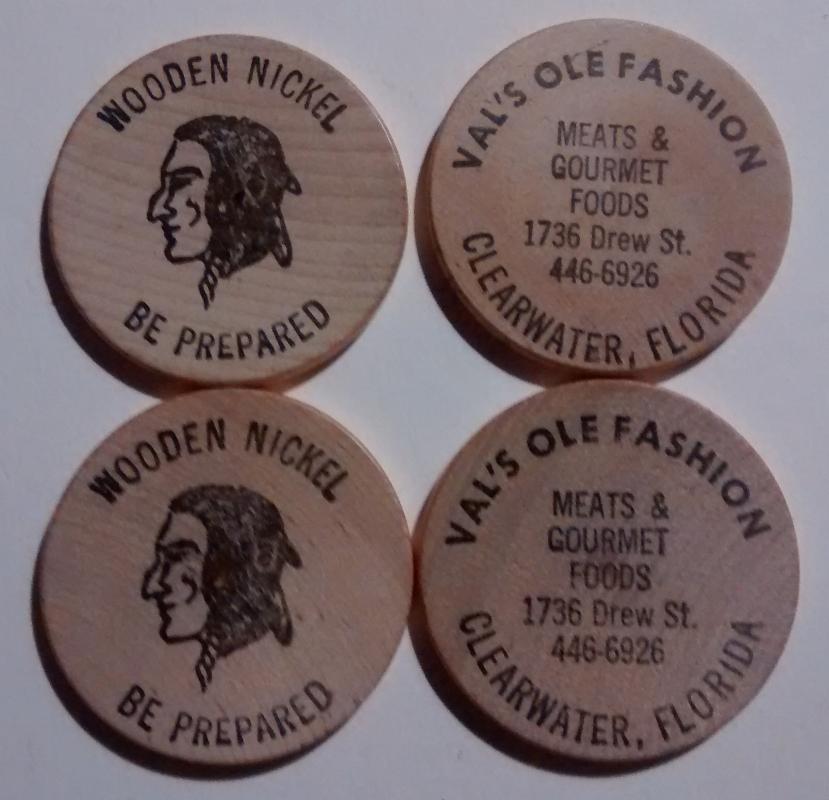 WOODEN NICKEL
BE PREPARED
VAL'S OLE FASHION
MEATS &
GOURMET
FOODS
1736 Drew St.
446-6926
CLEARWATER, FLORIDA
WOODEN NICKEL
BE PREPARED
VAL'S OLE FASHION
MEATS &
GOURMET
FOODS
1736 Drew St.
446-6926
CLEARWATER, FLORIDA